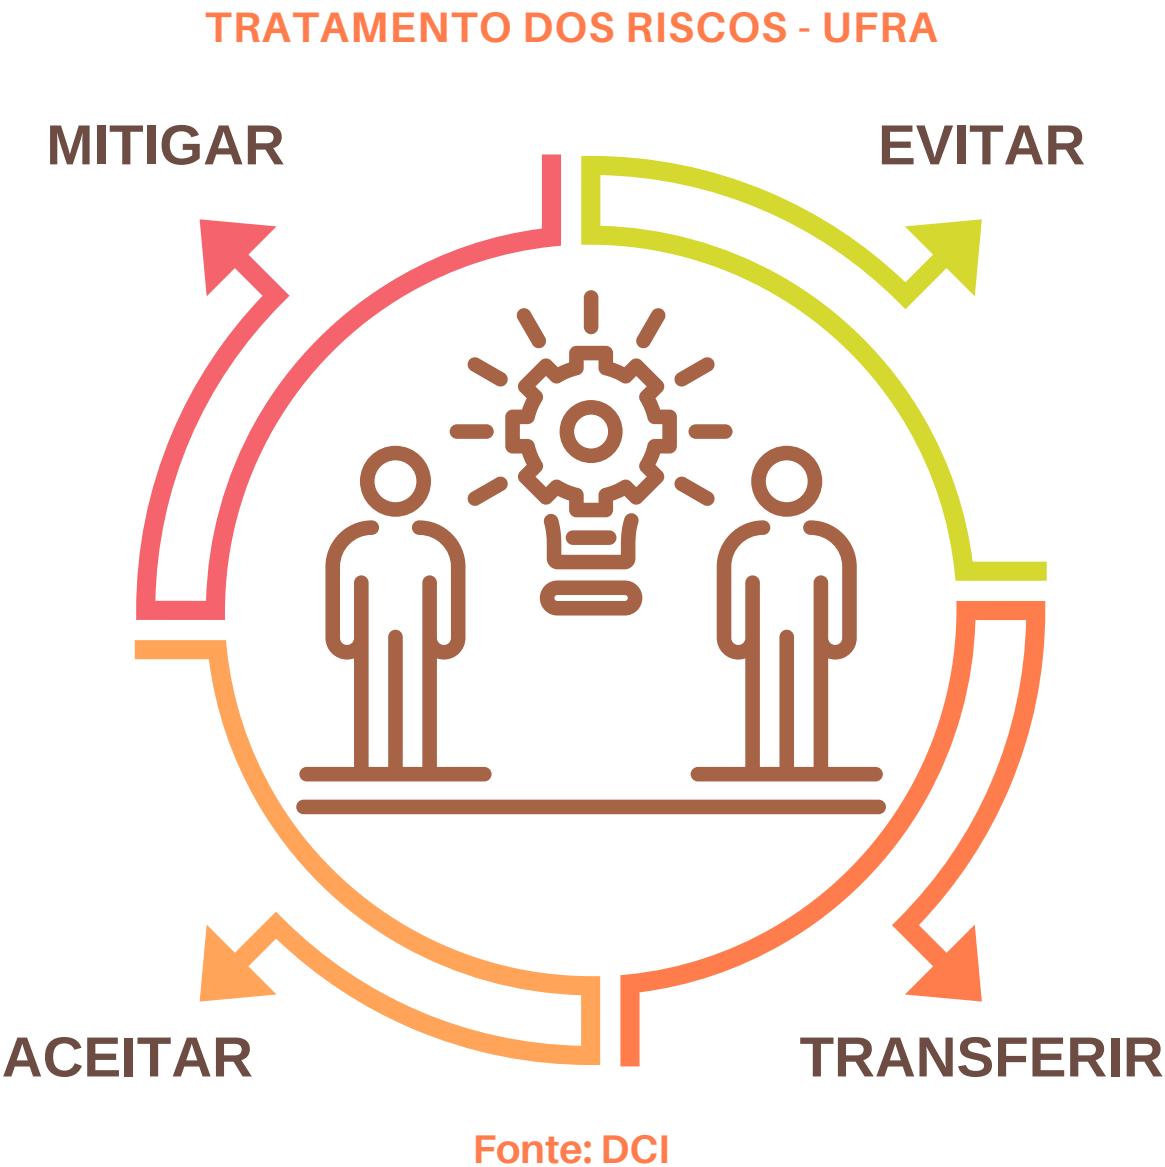 TRATAMENTO DOS RISCOS - UFRA
MITIGAR
EVITAR
ACEITAR
TRANSFERIR
Fonte: DCI